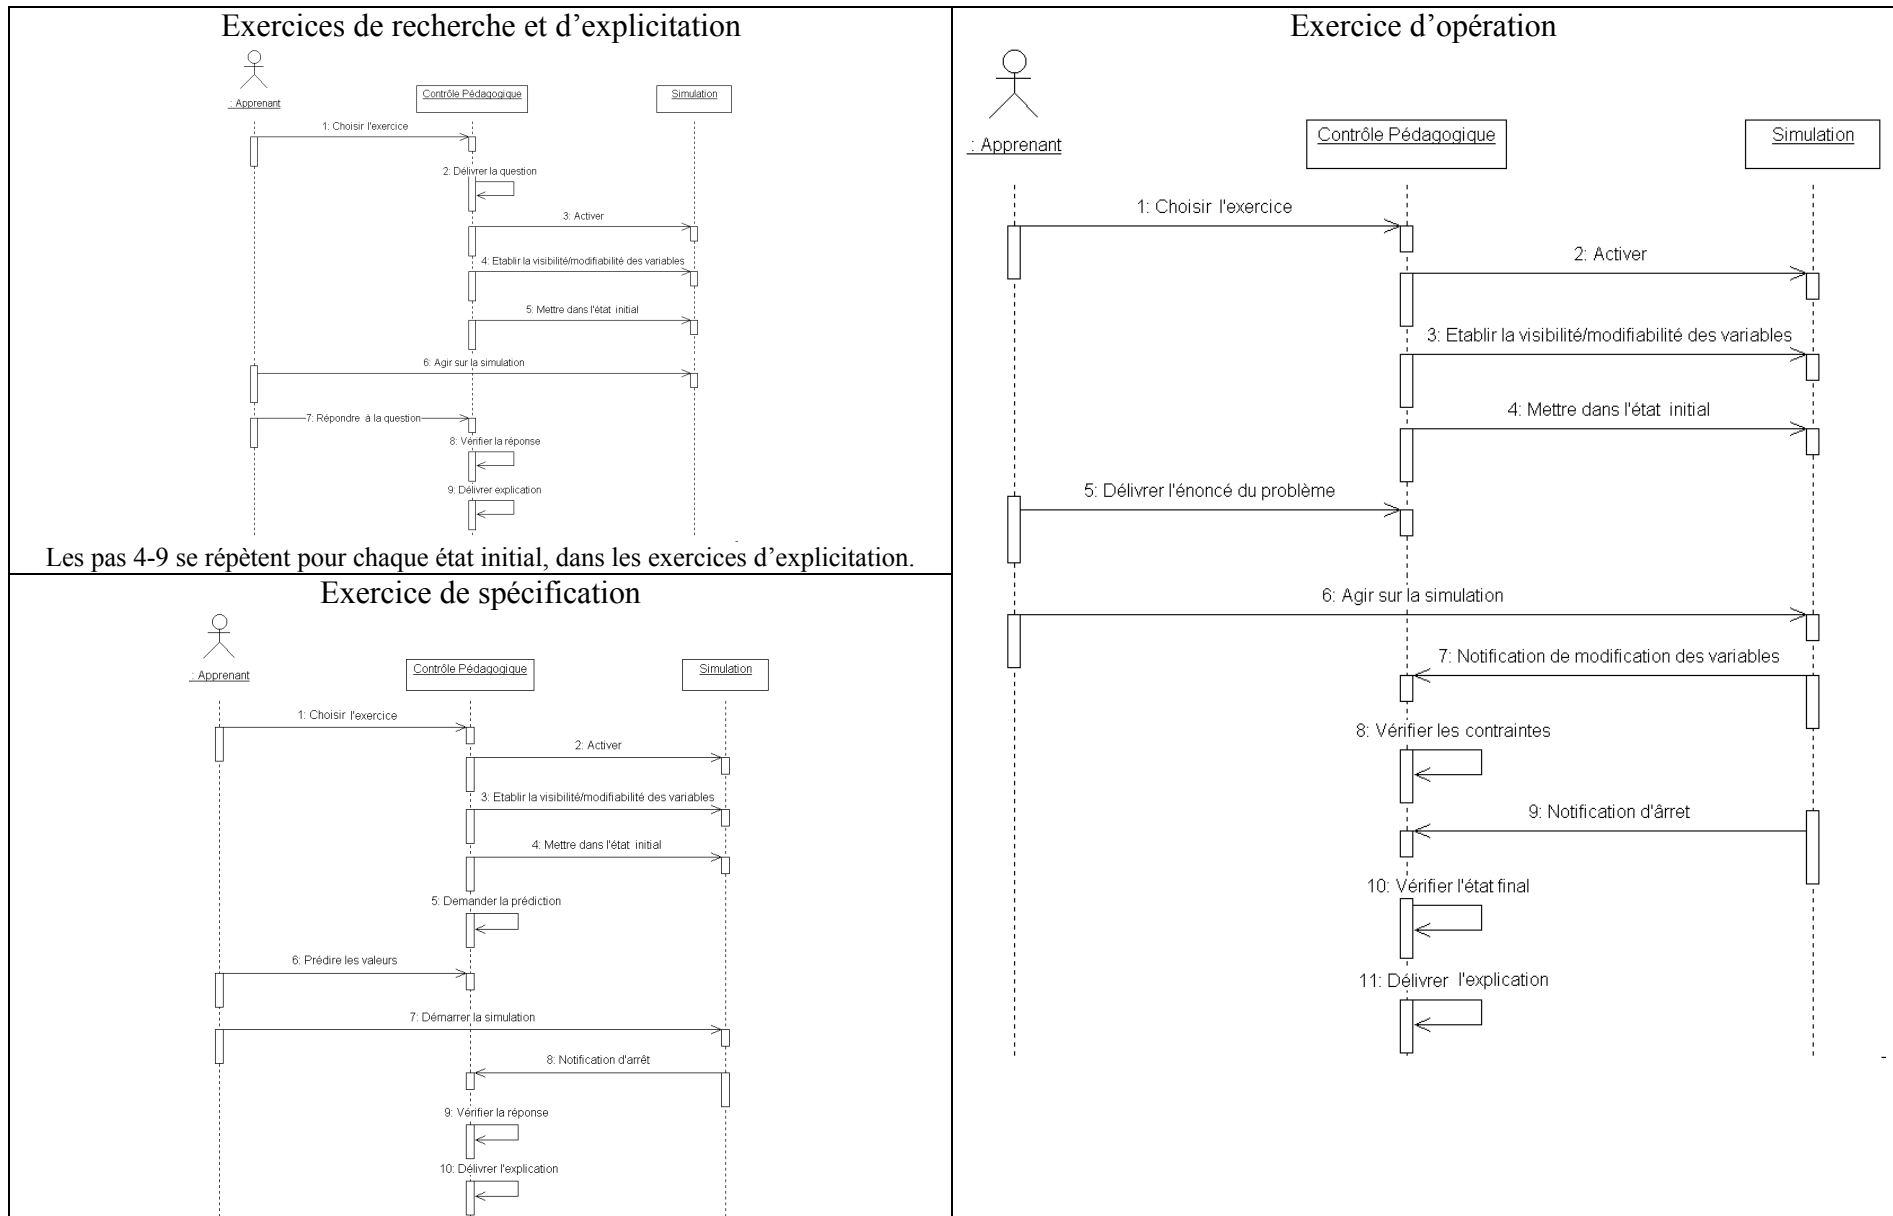 Exercices de recherche et d'explicitation
: Apprenant
Contrôle Pédagogique
Simulation
1: Choisir l'exercice
2: Délivrer la question
3: Activer
4: Etablir la visibilité/modifiabilité des variables
5: Mettre dans l'état initial
6: Agir sur la simulation
7: Répondre à la question
8: Vérifier la réponse
9: Délivrer explication
Les pas 4-9 se répètent pour chaque état initial, dans les exercices d'explicitation.
Exercice de spécification
: Apprenant
Contrôle Pédagogique
Simulation
1: Choisir l'exercice
2: Activer
3: Etablir la visibilité/modifiabilité des variables
4: Mettre dans l'état initial
5: Demander la prédiction
6: Prédire les valeurs
7: Démarrer la simulation
8: Notification d'arrêt
9: Vérifier la réponse
10: Délivrer l'explication
Exercice d'opération
: Apprenant
Contrôle Pédagogique
Simulation
1: Choisir l'exercice
2: Activer
3: Etablir la visibilité/modifiabilité des variables
4: Mettre dans l'état initial
5: Délivrer l'énoncé du problème
6: Agir sur la simulation
7: Notification de modification des variables
8: Vérifier les contraintes
9: Notification d'ârret
10: Vérifier l'état final
11: Délivrer l'explication